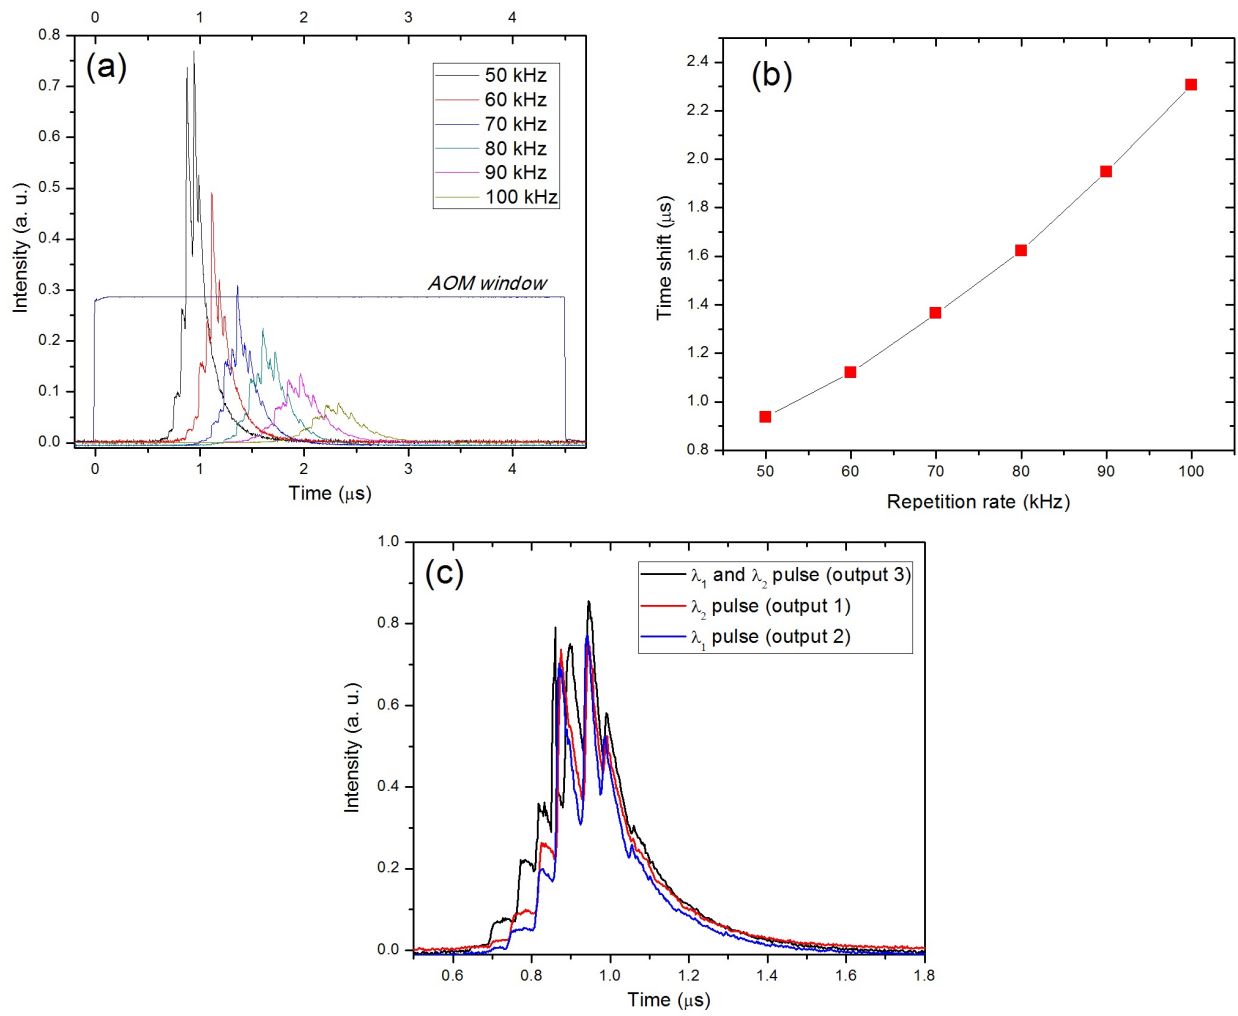 0 1 2 3 4
(a)
0.8
0.7
0.6
0.5
0.4
0.3
0.2
0.1
0.0
Intensity (a. u.)
50 kHz
60 kHz
70 kHz
80 kHz
90 kHz
100 kHz
AOM window
0 1 2 3 4
Time (μs)
(b)
2.4
2.2
2.0
1.8
1.6
1.4
1.2
1.0
0.8
Time shift (μs)
50 60 70 80 90 100
Repetition rate (kHz)
(c)
1.0
0.8
0.6
0.4
0.2
0.0
Intensity (a. u.)
λ₁ and λ₂ pulse (output 3)
λ₂ pulse (output 1)
λ₁ pulse (output 2)
0.6 0.8 1.0 1.2 1.4 1.6 1.8
Time (μs)